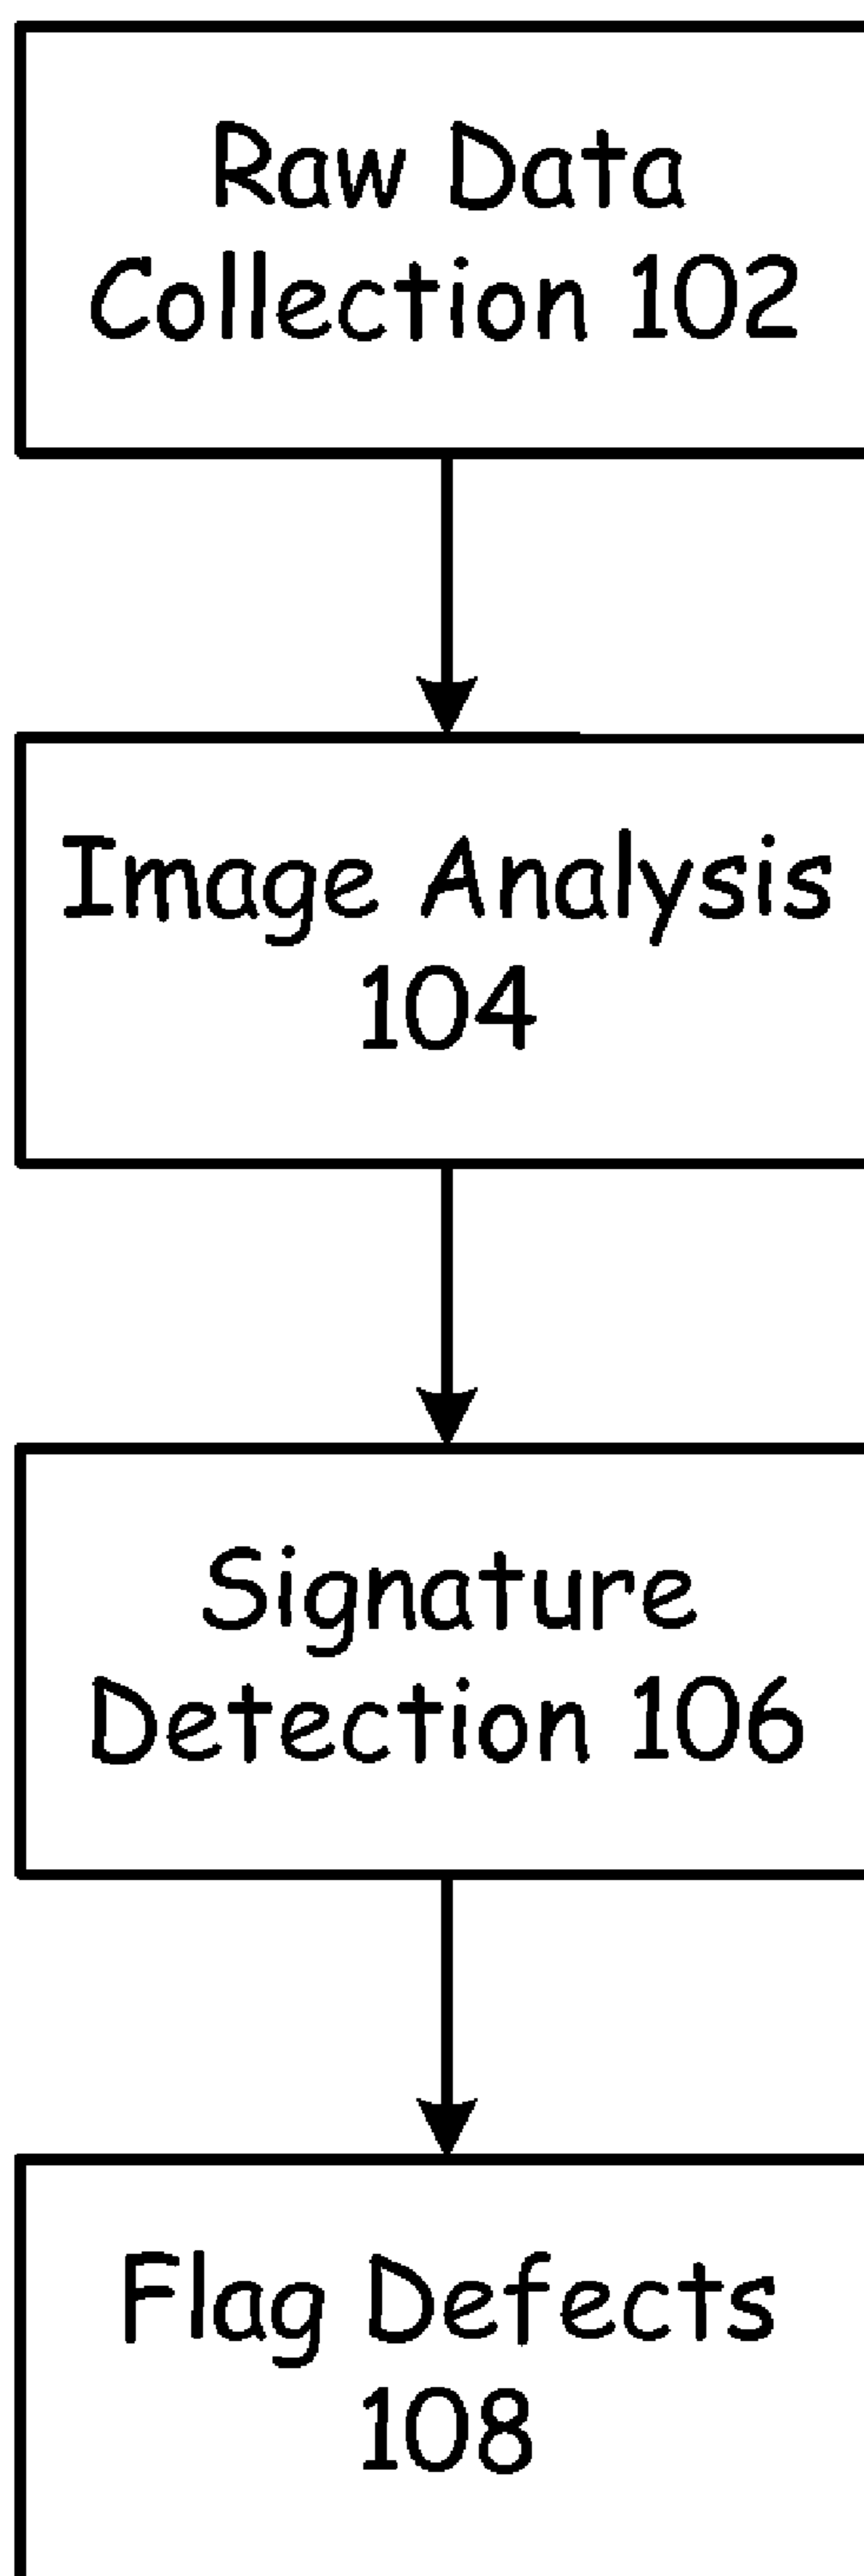 Raw Data
Collection 102
Image Analysis
104
Signature
Detection 106
Flag Defects
108